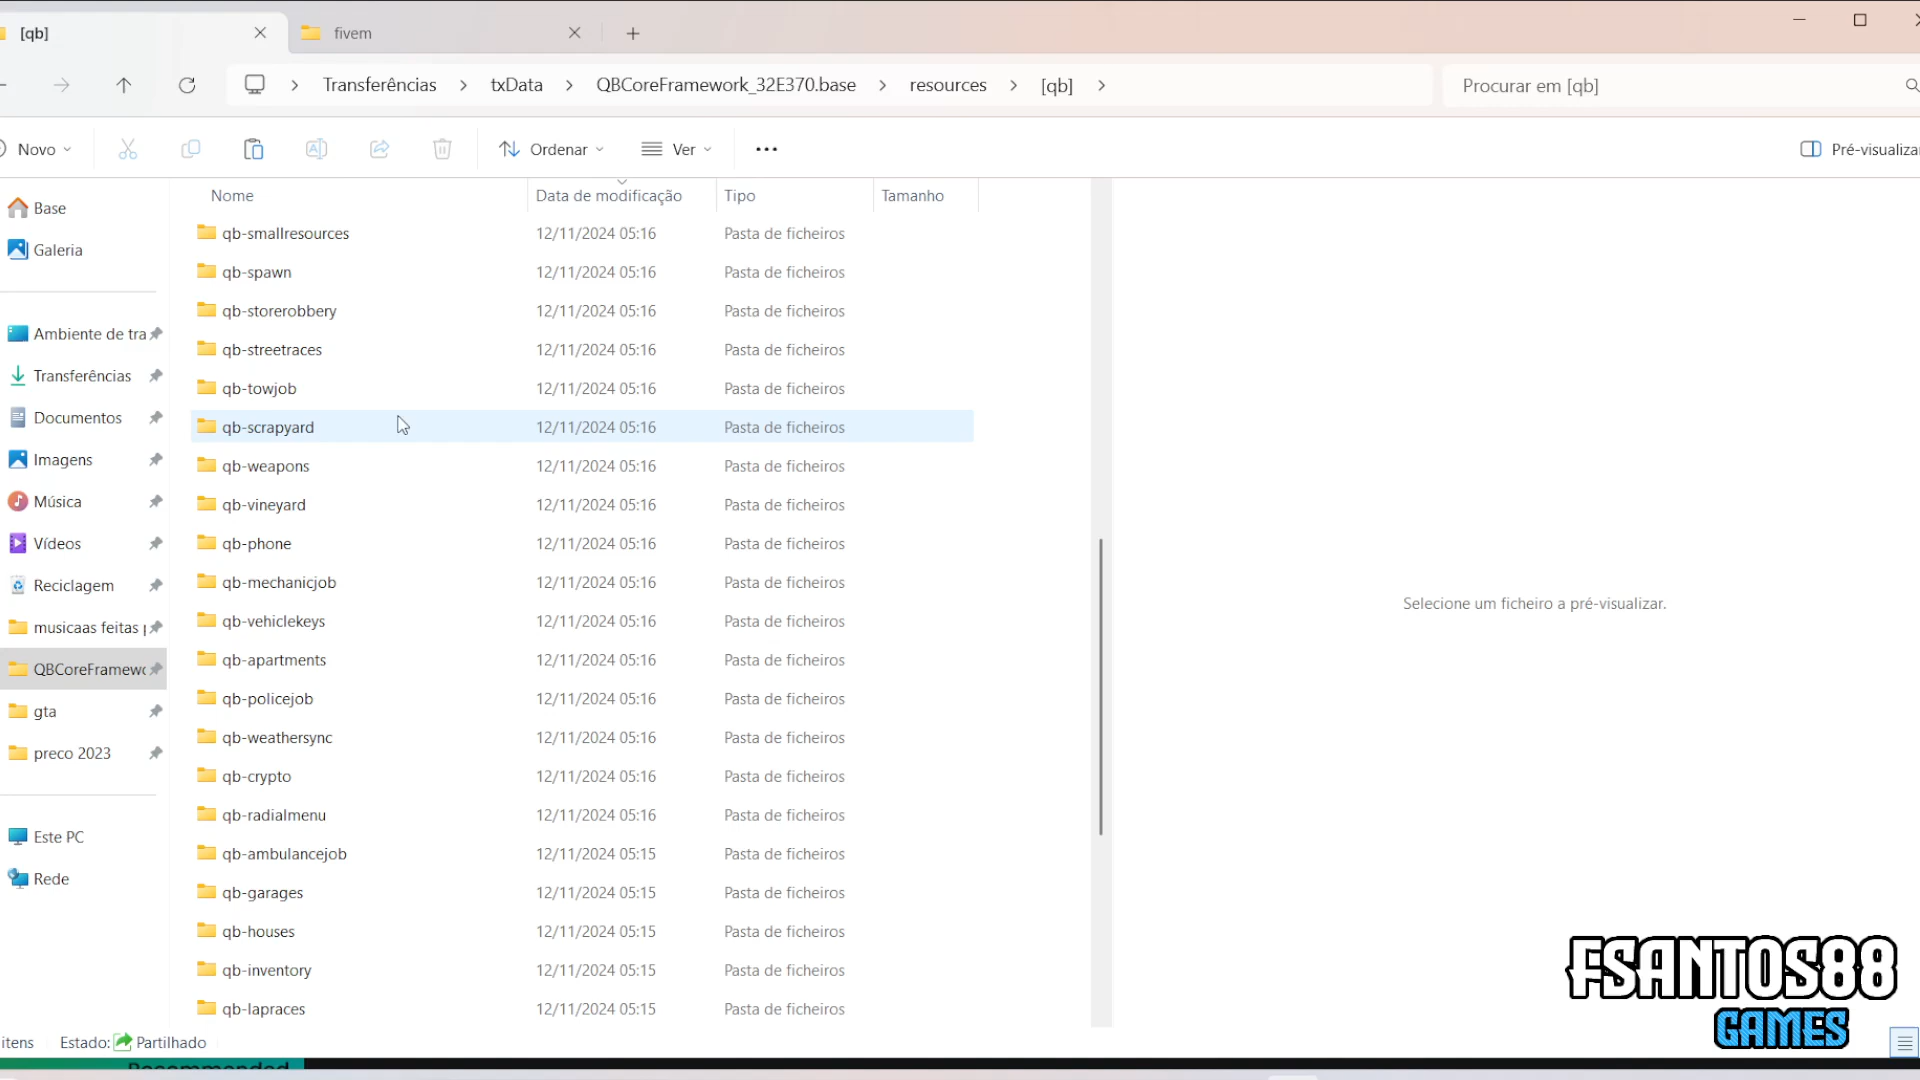 [qb]
fivem
Transferências > txData > QBCoreFramework_32E370.base > resources > [qb] >
Procurar em [qb]
Novo
Ordenar
Ver
Pré-visualiza
Nome Data de modificação Tipo Tamanho
Base
Galeria
Ambiente de tra
Transferências
Documentos
Imagens
Música
Vídeos
Reciclagem
musicaas feitas
QBCoreFramew
gta
preco 2023
Este PC
Rede
qb-smallresources 12/11/2024 05:16 Pasta de ficheiros
qb-spawn 12/11/2024 05:16 Pasta de ficheiros
qb-storerobbery 12/11/2024 05:16 Pasta de ficheiros
qb-streetraces 12/11/2024 05:16 Pasta de ficheiros
qb-towjob 12/11/2024 05:16 Pasta de ficheiros
qb-scrapyard 12/11/2024 05:16 Pasta de ficheiros
qb-weapons 12/11/2024 05:16 Pasta de ficheiros
qb-vineyard 12/11/2024 05:16 Pasta de ficheiros
qb-phone 12/11/2024 05:16 Pasta de ficheiros
qb-mechanicjob 12/11/2024 05:16 Pasta de ficheiros
qb-vehiclekeys 12/11/2024 05:16 Pasta de ficheiros
qb-apartments 12/11/2024 05:16 Pasta de ficheiros
qb-policejob 12/11/2024 05:16 Pasta de ficheiros
qb-weathersync 12/11/2024 05:16 Pasta de ficheiros
qb-crypto 12/11/2024 05:16 Pasta de ficheiros
qb-radialmenu 12/11/2024 05:16 Pasta de ficheiros
qb-ambulancejob 12/11/2024 05:15 Pasta de ficheiros
qb-garages 12/11/2024 05:15 Pasta de ficheiros
qb-houses 12/11/2024 05:15 Pasta de ficheiros
qb-inventory 12/11/2024 05:15 Pasta de ficheiros
qb-lapraces 12/11/2024 05:15 Pasta de ficheiros
Selecione um ficheiro a pré-visualizar.
FSANTOS88
GAMES
itens Estado: Partilhado
Recommended